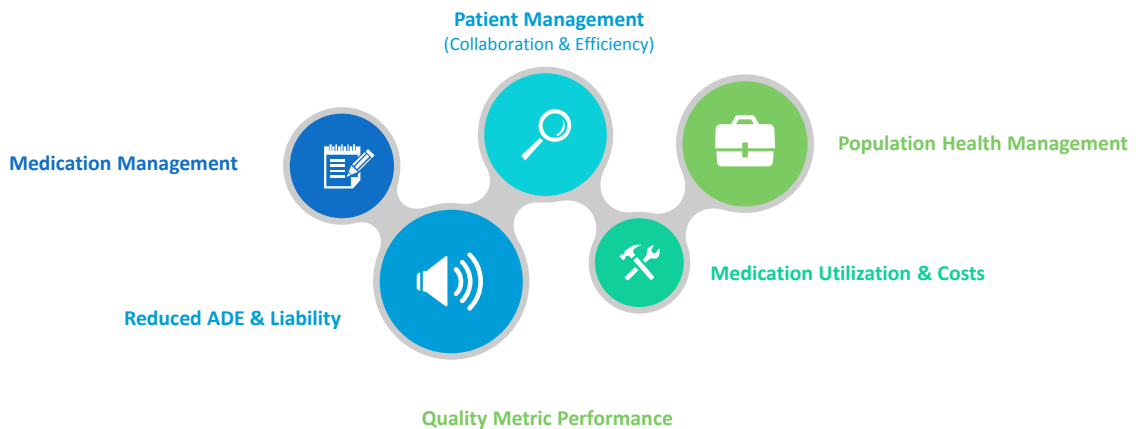 Patient Management
(Collaboration & Efficiency)
Medication Management
Population Health Management
Medication Utilization & Costs
Reduced ADE & Liability
Quality Metric Performance